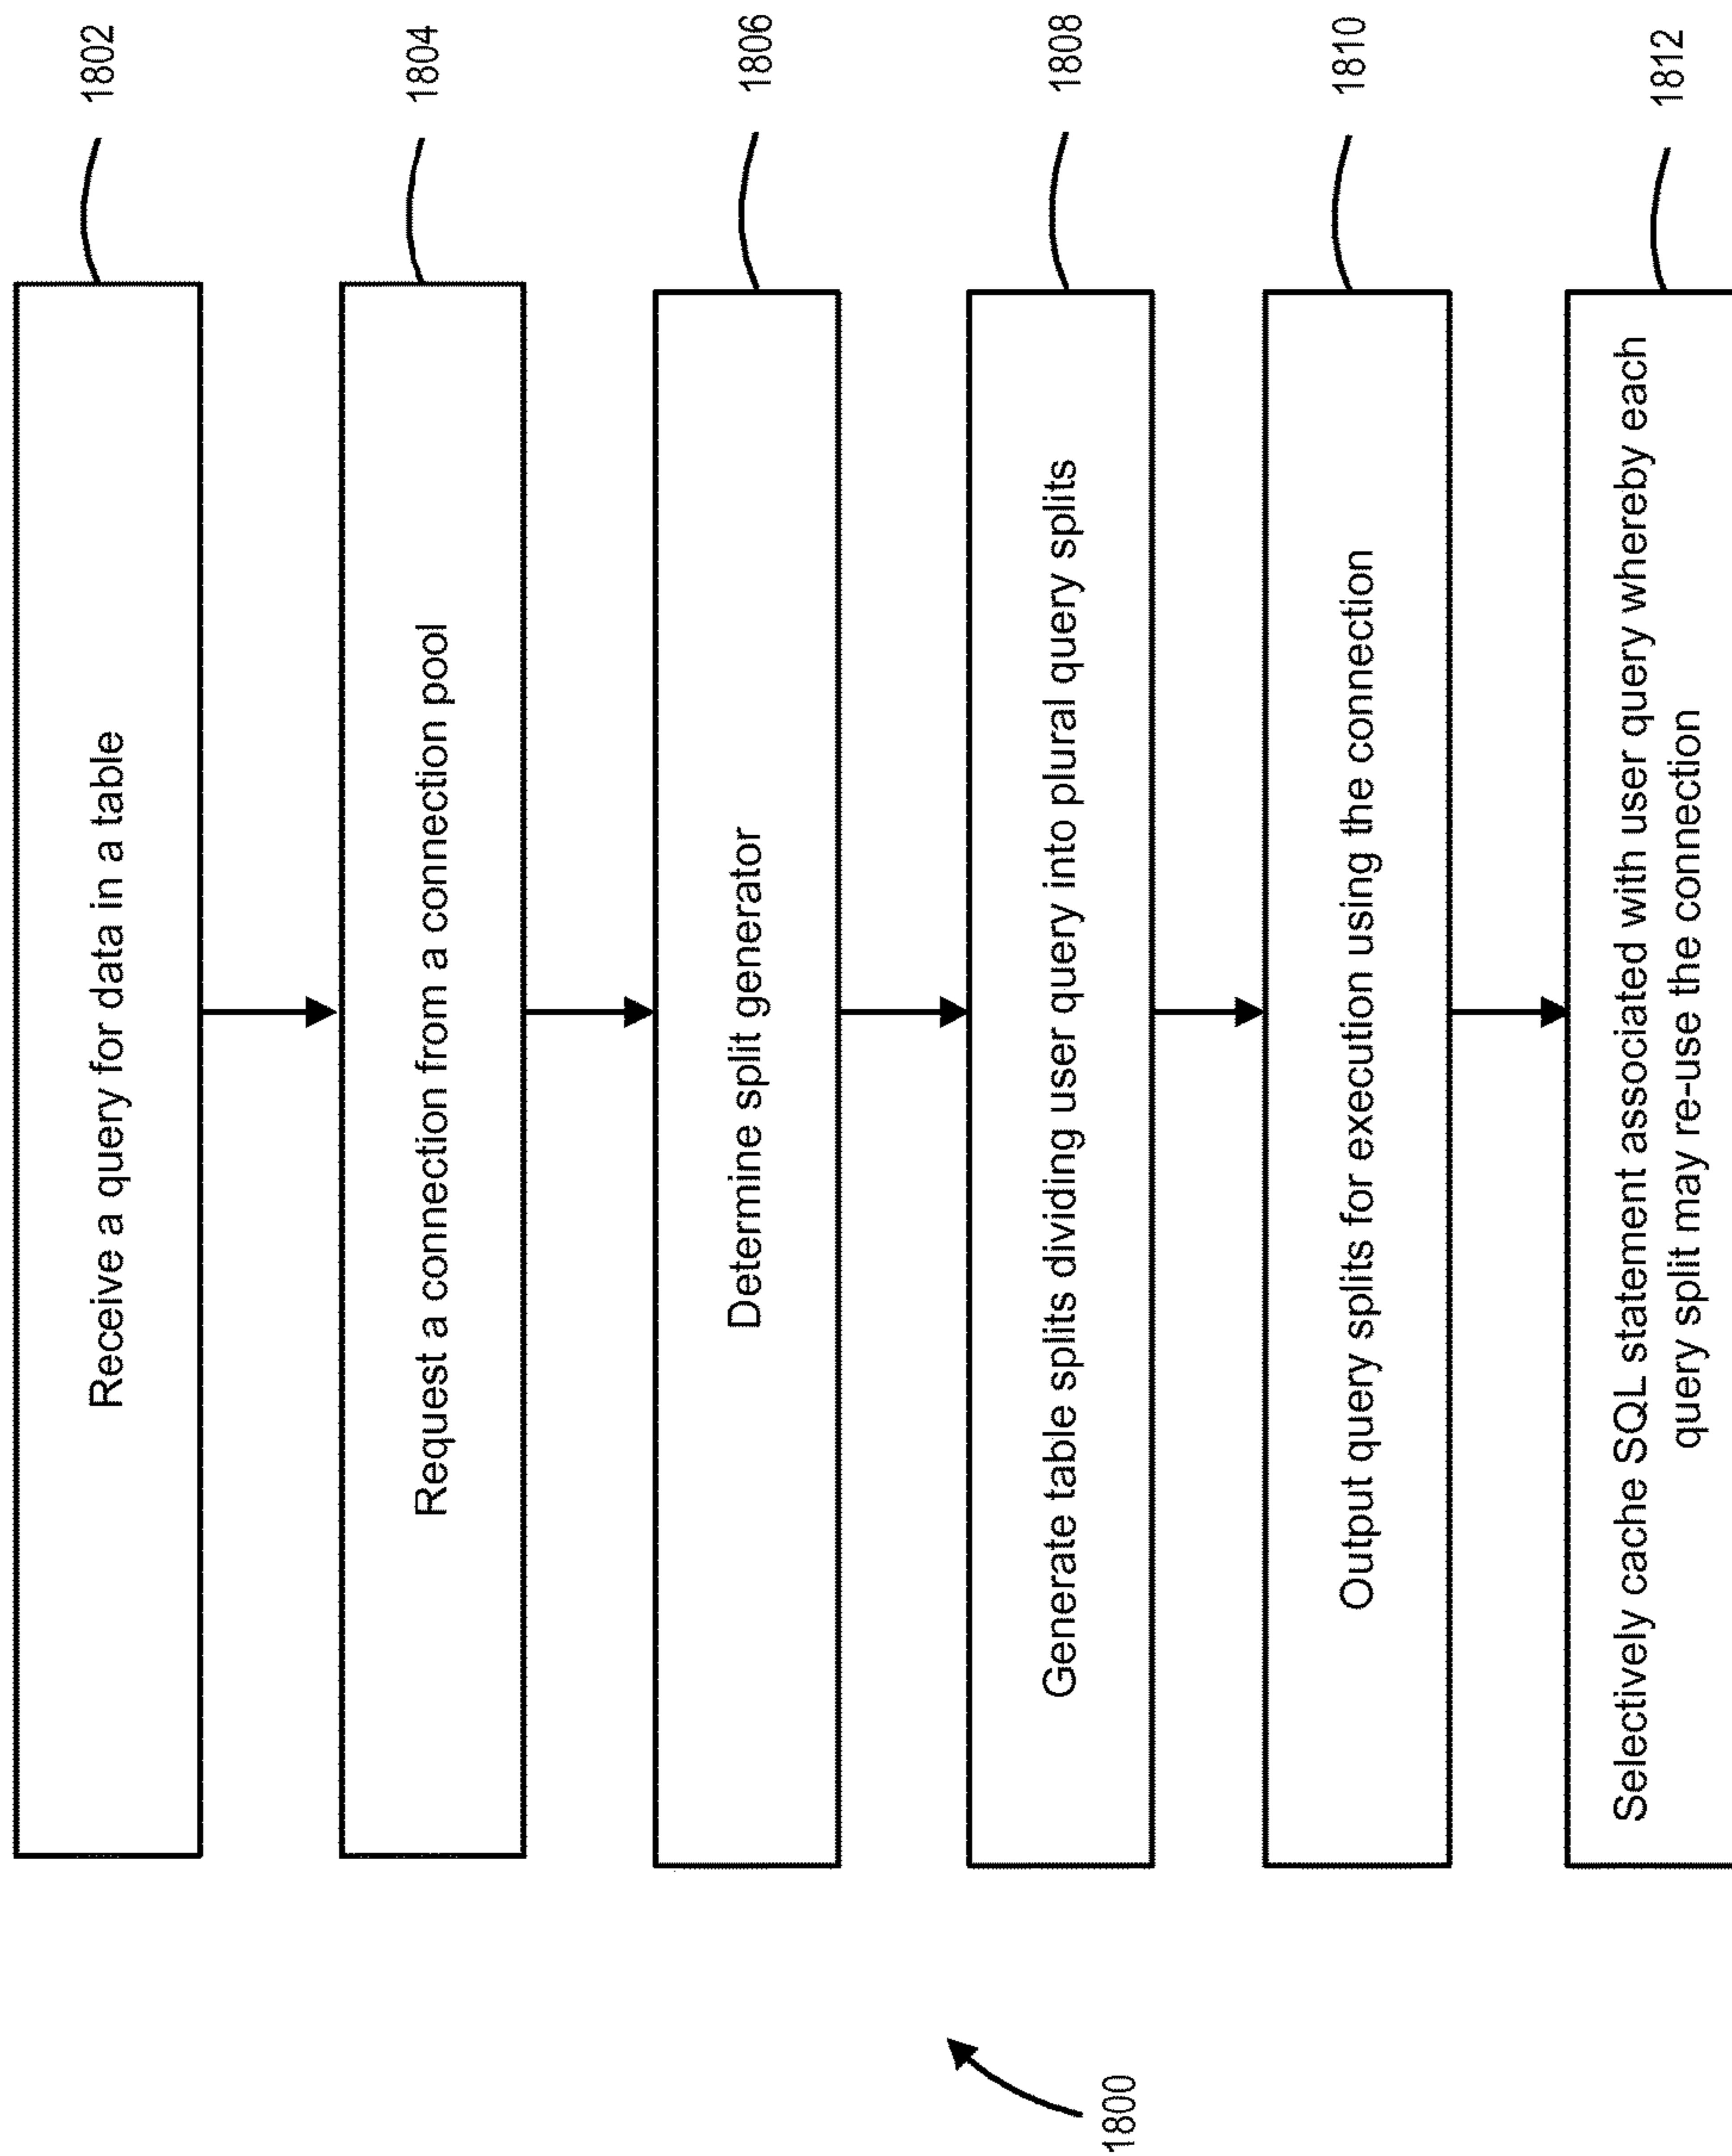 Receive a query for data in a table
1802
Request a connection from a connection pool
1804
Determine split generator
1806
Generate table splits dividing user query into plural query splits
1808
Output query splits for execution using the connection
1810
Selectively cache SQL statement associated with user query whereby each
query split may re-use the connection
1812
1800